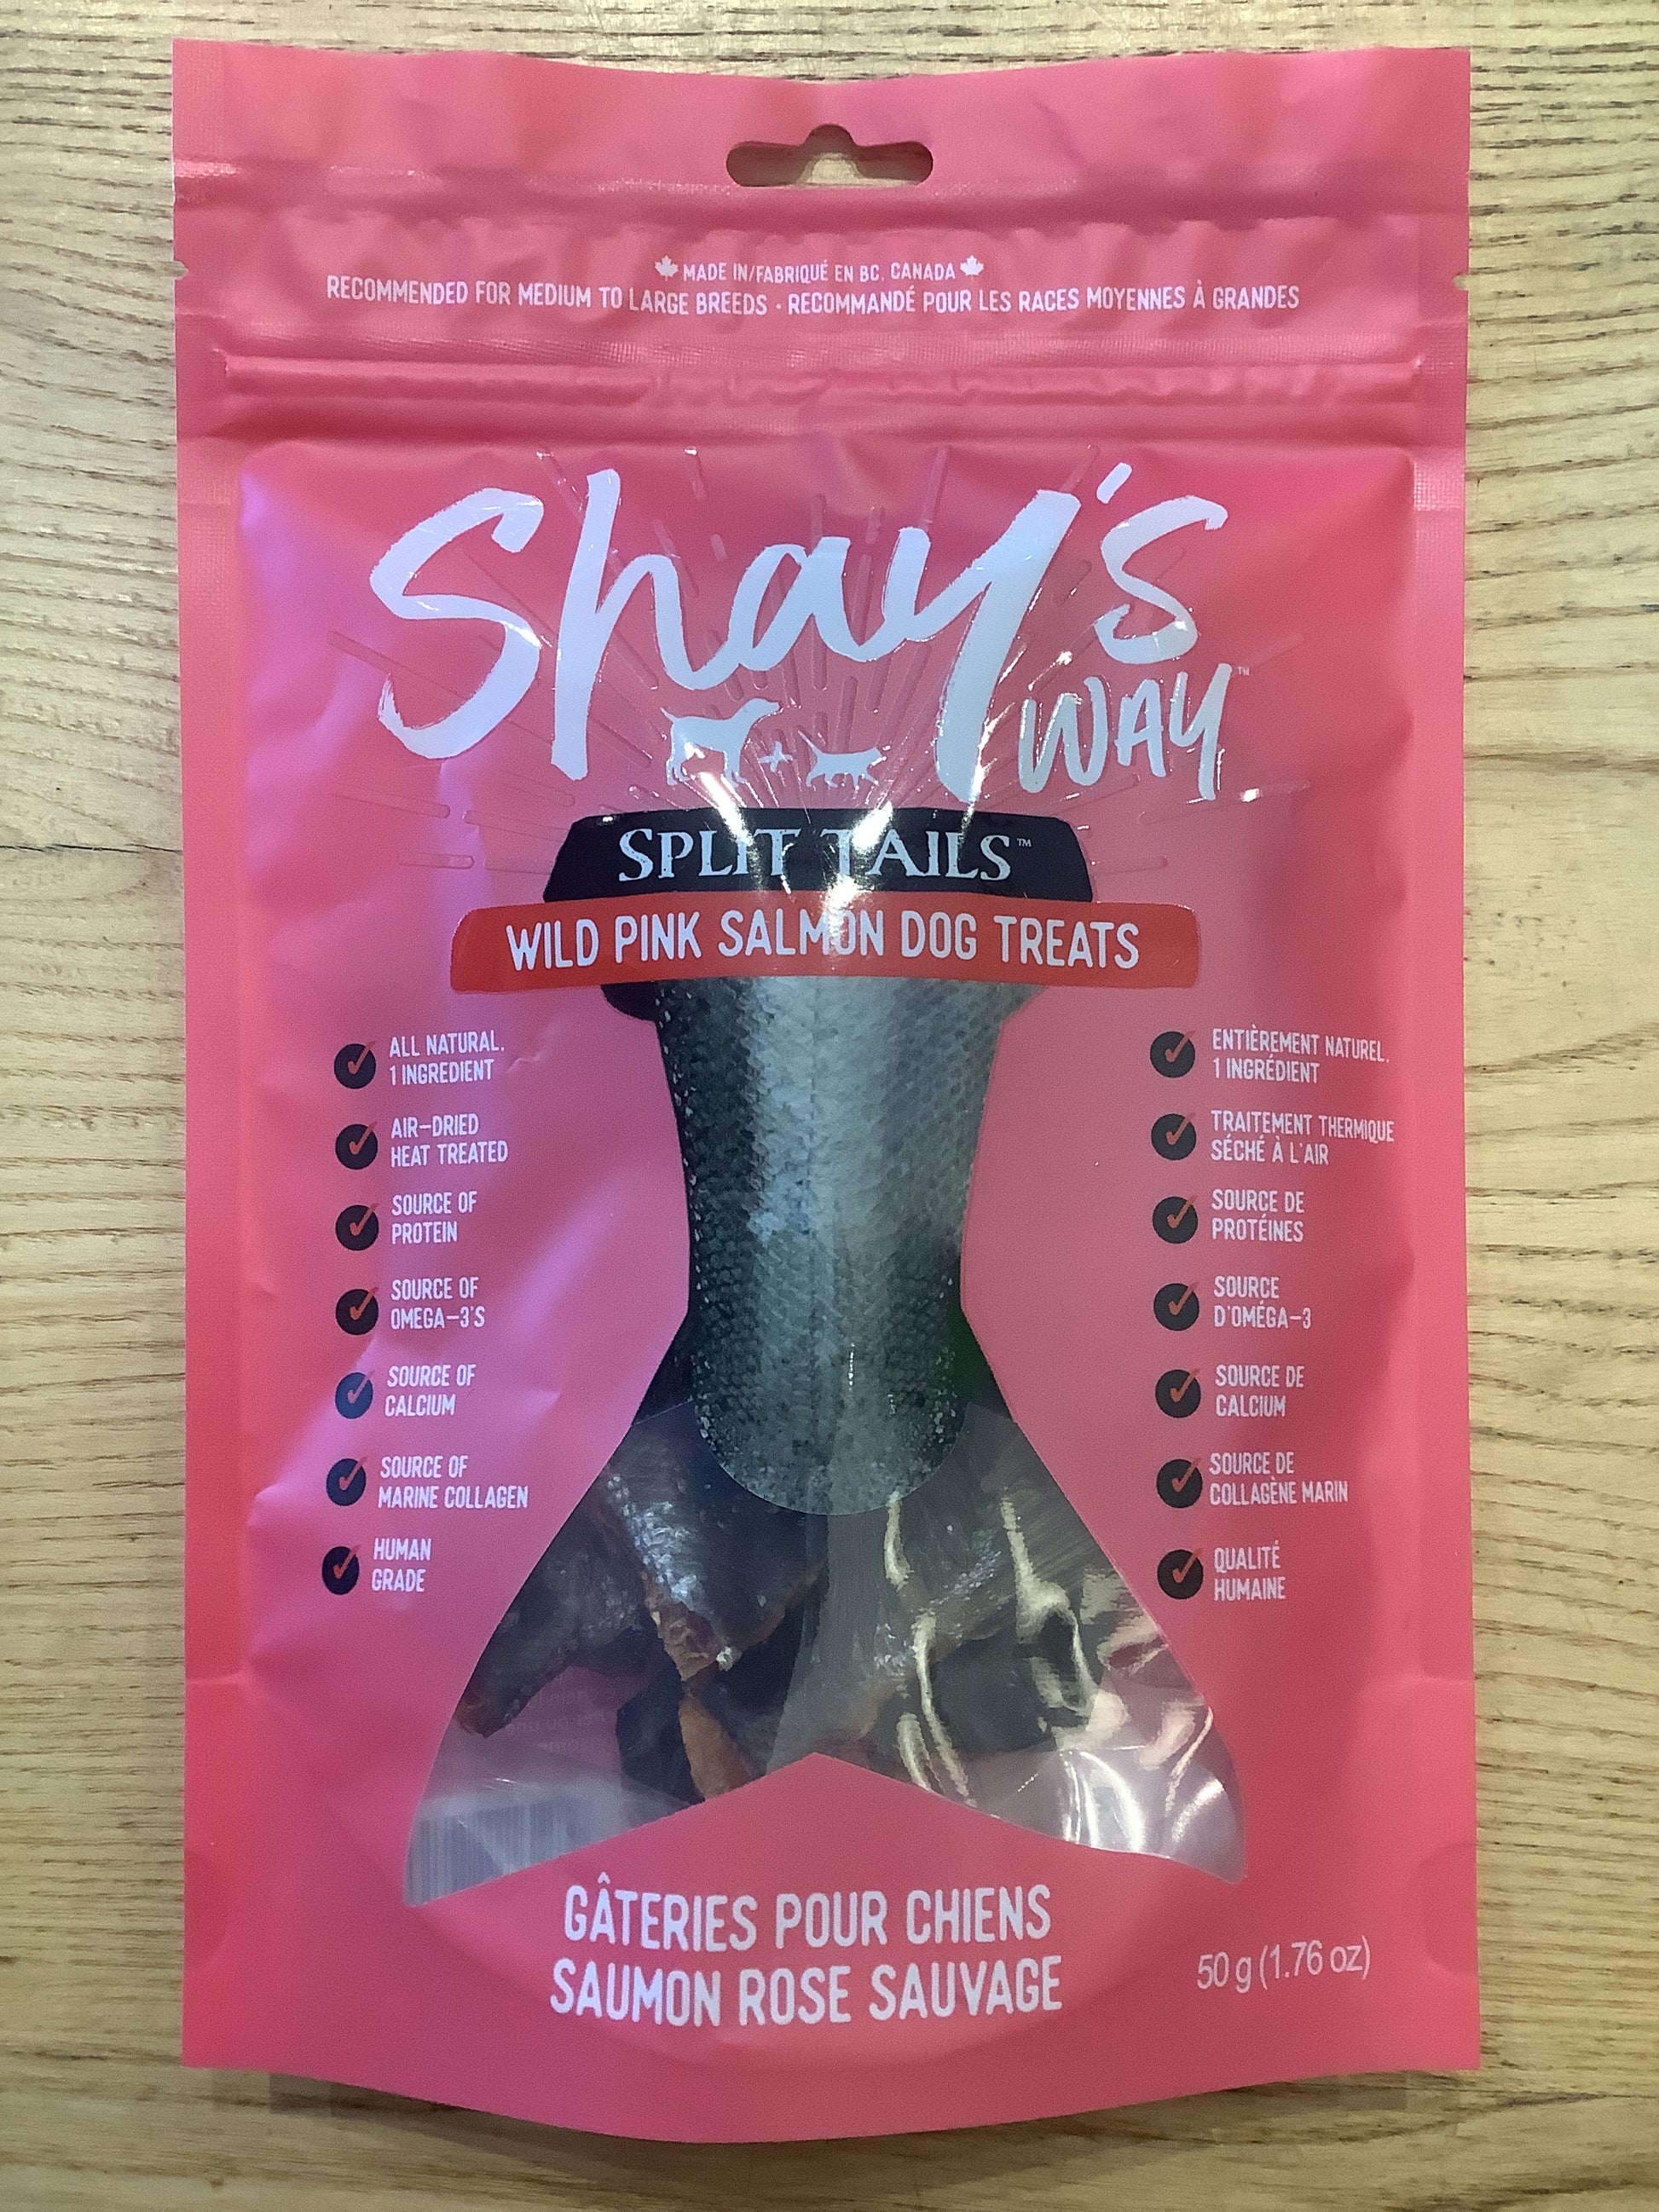 MADE IN/FABRIQUÉ EN BC, CANADA
RECOMMENDED FOR MEDIUM TO LARGE BREEDS · RECOMMANDÉ POUR LES RACES MOYENNES À GRANDES
Shay's
WAY™
SPLIT TAILS™
WILD PINK SALMON DOG TREATS
ALL NATURAL,
1 INGREDIENT
AIR-DRIED
HEAT TREATED
SOURCE OF
PROTEIN
SOURCE OF
OMEGA-3'S
SOURCE OF
CALCIUM
SOURCE OF
MARINE COLLAGEN
HUMAN
GRADE
ENTIÈREMENT NATUREL,
1 INGRÉDIENT
TRAITEMENT THERMIQUE
SÉCHÉ À L'AIR
SOURCE DE
PROTÉINES
SOURCE
D'OMÉGA-3
SOURCE DE
CALCIUM
SOURCE DE
COLLAGÈNE MARIN
QUALITÉ
HUMAINE
GÂTERIES POUR CHIENS
SAUMON ROSE SAUVAGE
50 g (1.76 oz)